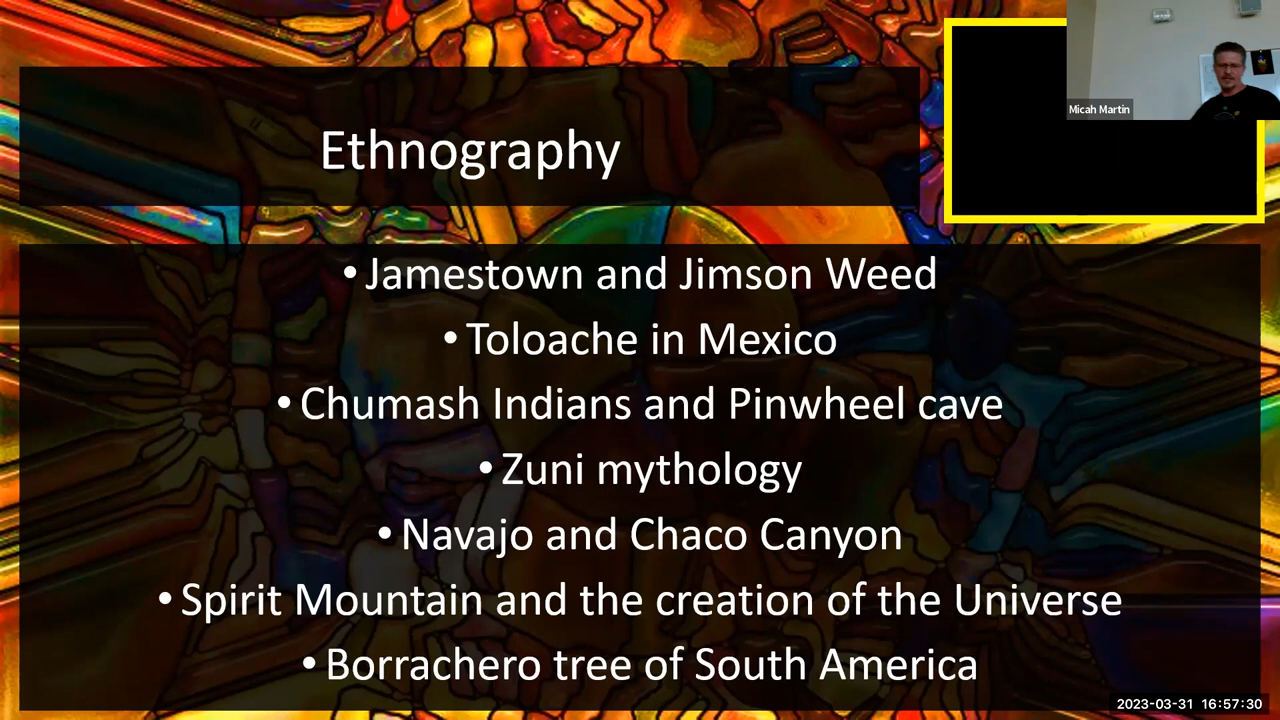 Micah Martin
Ethnography
• Jamestown and Jimson Weed
• Toloache in Mexico
• Chumash Indians and Pinwheel cave
• Zuni mythology
• Navajo and Chaco Canyon
• Spirit Mountain and the creation of the Universe
• Borrachero tree of South America
2023-03-31 16:57:30